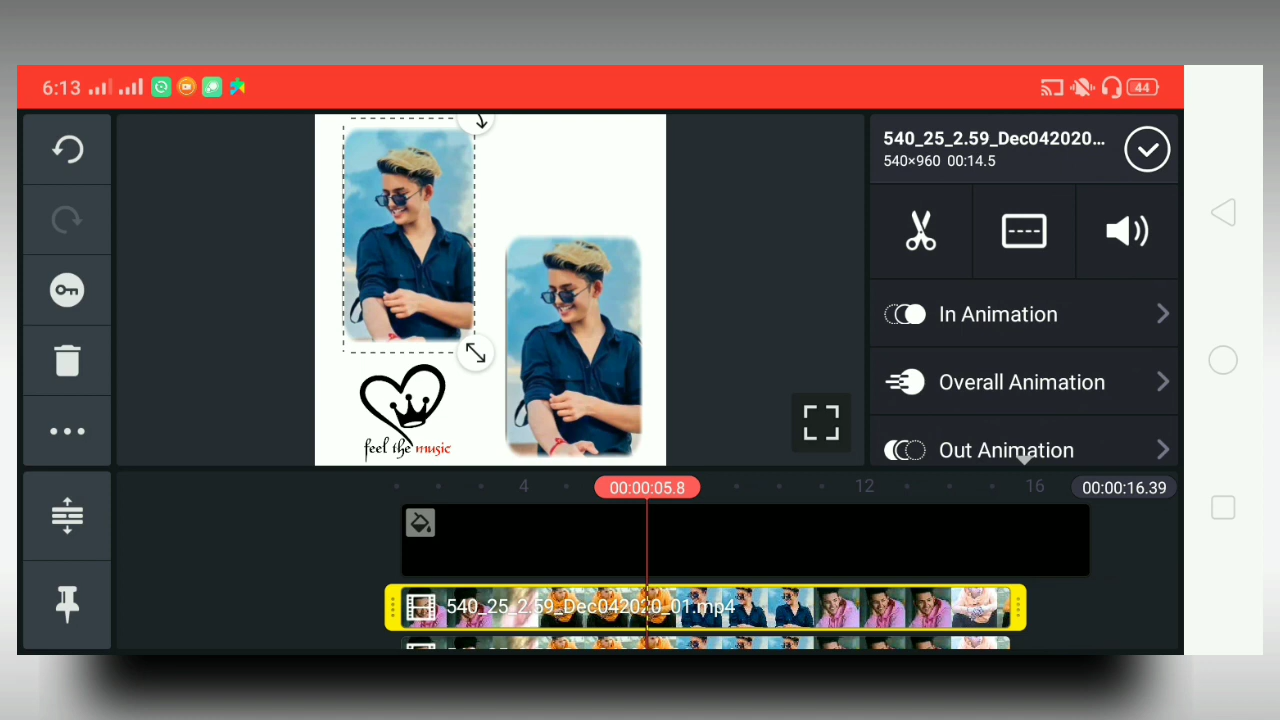 6:13
44
540_25_2.59_Dec042020...
540×960 00:14.5
In Animation
Overall Animation
Out Animation
feel the music
4
00:00:05.8
12
16
00:00:16.39
540_25_2.59_Dec042020_01.mp4